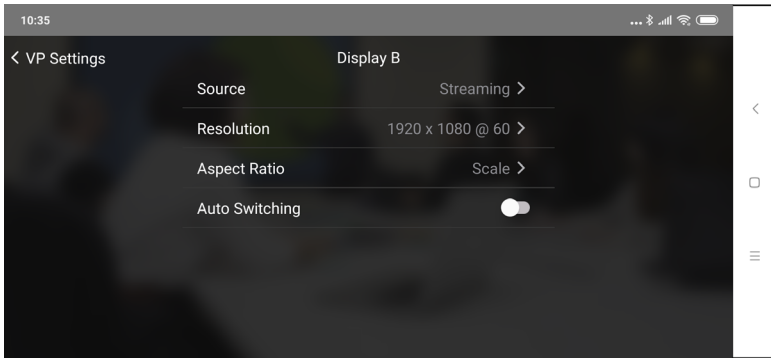 10:35
VP Settings
Display B
Source Streaming
Resolution 1920 x 1080 @ 60
Aspect Ratio Scale
Auto Switching